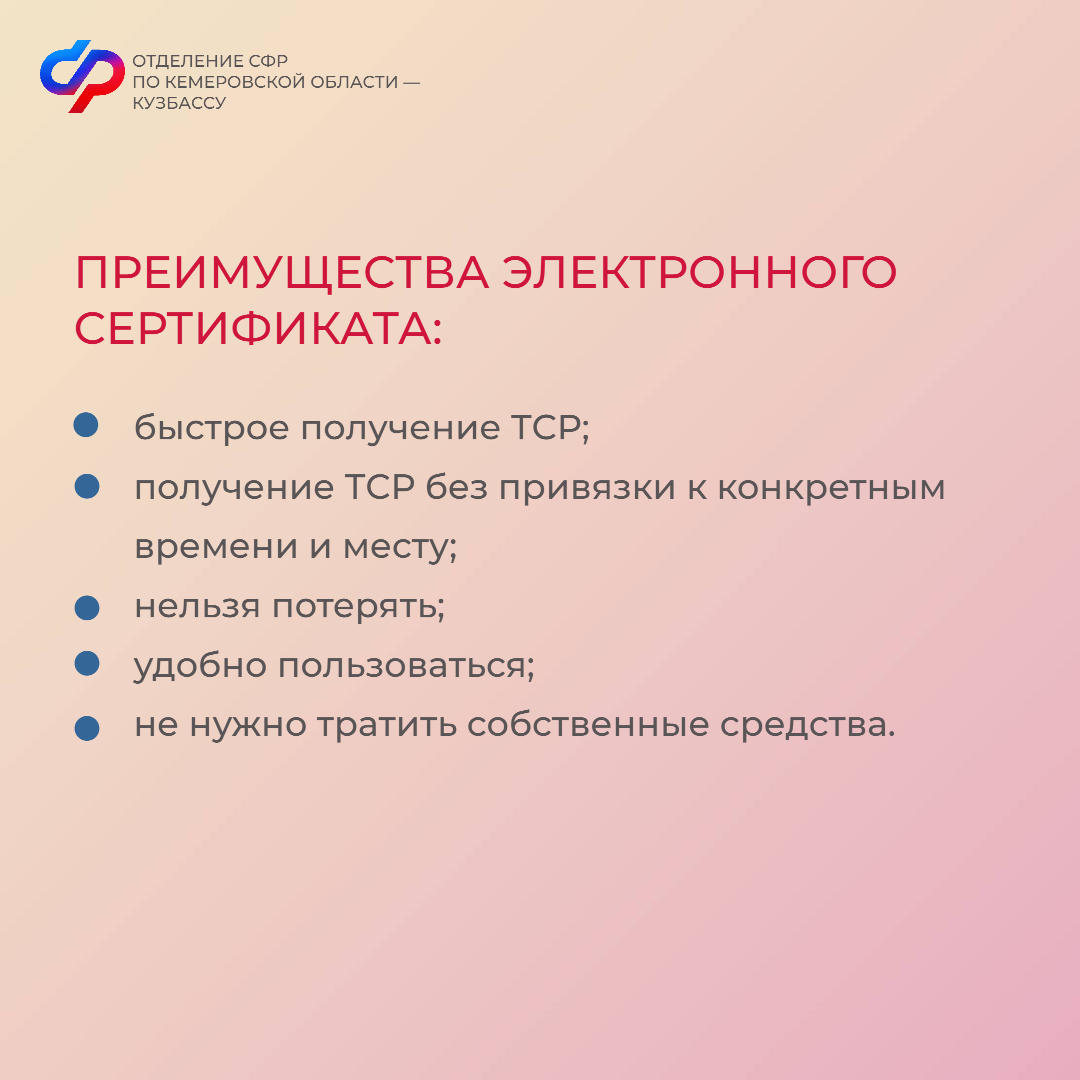 ОТДЕЛЕНИЕ СФР
ПО КЕМЕРОВСКОЙ ОБЛАСТИ —
КУЗБАССУ
ПРЕИМУЩЕСТВА ЭЛЕКТРОННОГО
СЕРТИФИКАТА:
быстрое получение ТСР;
получение ТСР без привязки к конкретным
времени и месту;
нельзя потерять;
удобно пользоваться;
не нужно тратить собственные средства.